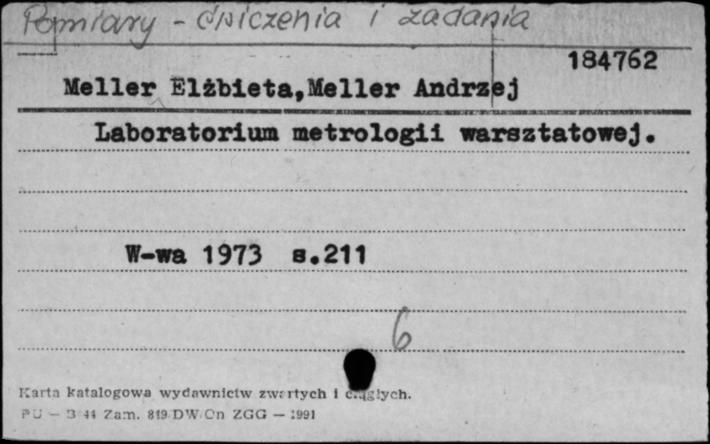 Pomiary - ćwiczenia i zadania
184762
Meller Elżbieta,Meller Andrzej
Laboratorium metrologii warsztatowej.
W-wa 1973 s.211
6
Karta katalogowa wydawnictw zwartych i ciągłych.
PU — B 44 Zam. 819 DW Cn ZGG — 1991